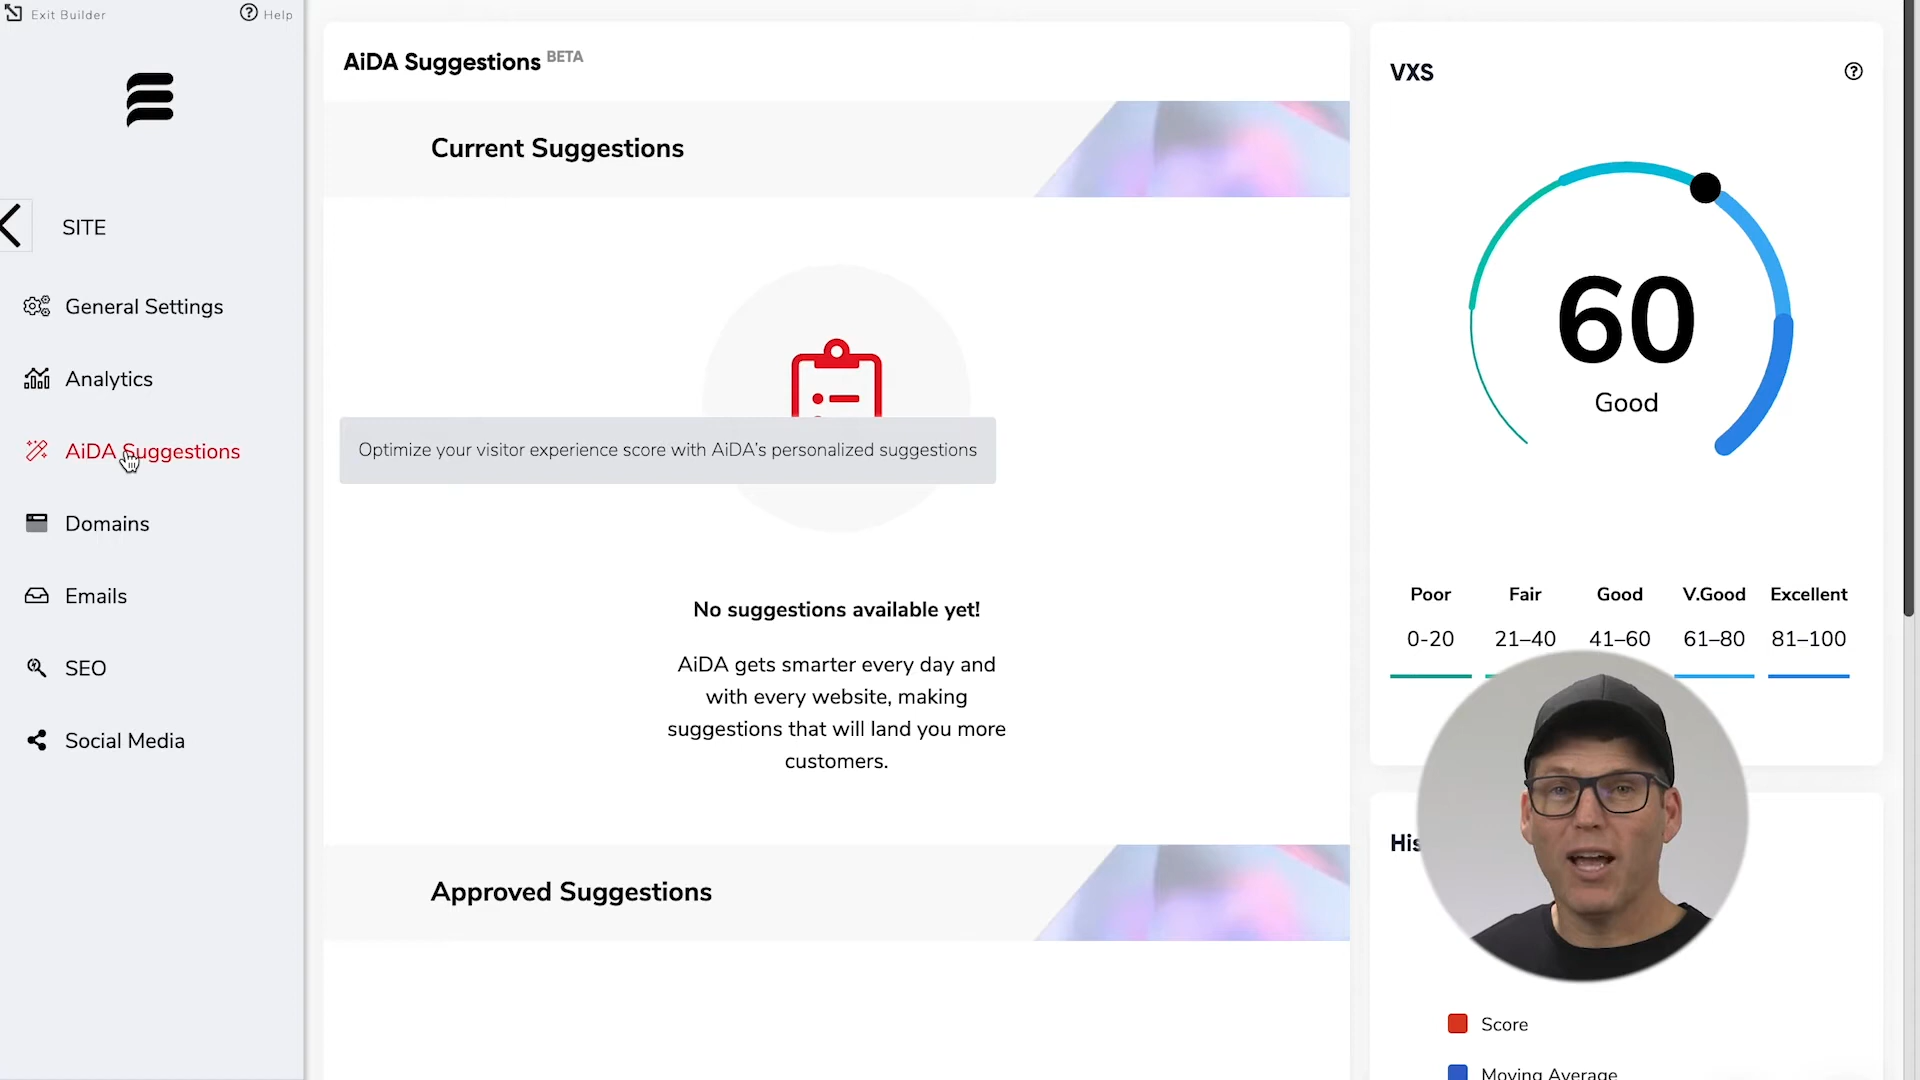 Exit Builder
Help
SITE
General Settings
Analytics
AiDA Suggestions
Domains
Emails
SEO
Social Media
AiDA Suggestions BETA
Current Suggestions
Optimize your visitor experience score with AiDA's personalized suggestions
No suggestions available yet!
AiDA gets smarter every day and
with every website, making
suggestions that will land you more
customers.
Approved Suggestions
VXS
60
Good
Poor Fair Good V.Good Excellent
0-20 21–40 41–60 61–80 81–100
His
Score
Moving Average